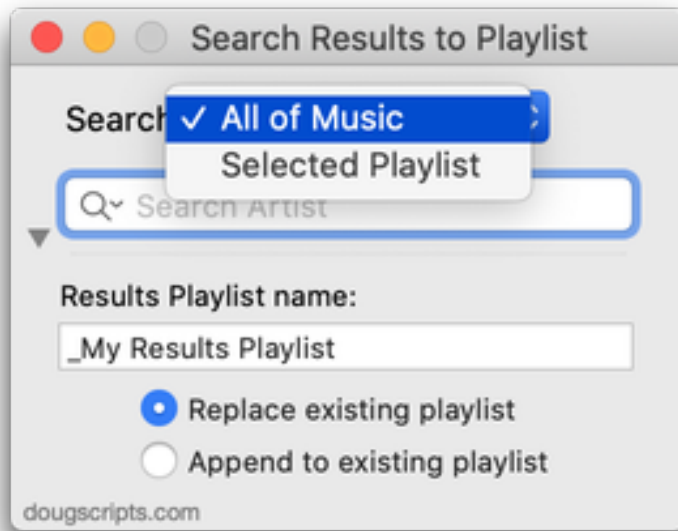 Search Results to Playlist
Search
✓ All of Music
Selected Playlist
Search Artist
Results Playlist name:
_My Results Playlist
Replace existing playlist
Append to existing playlist
dougscripts.com